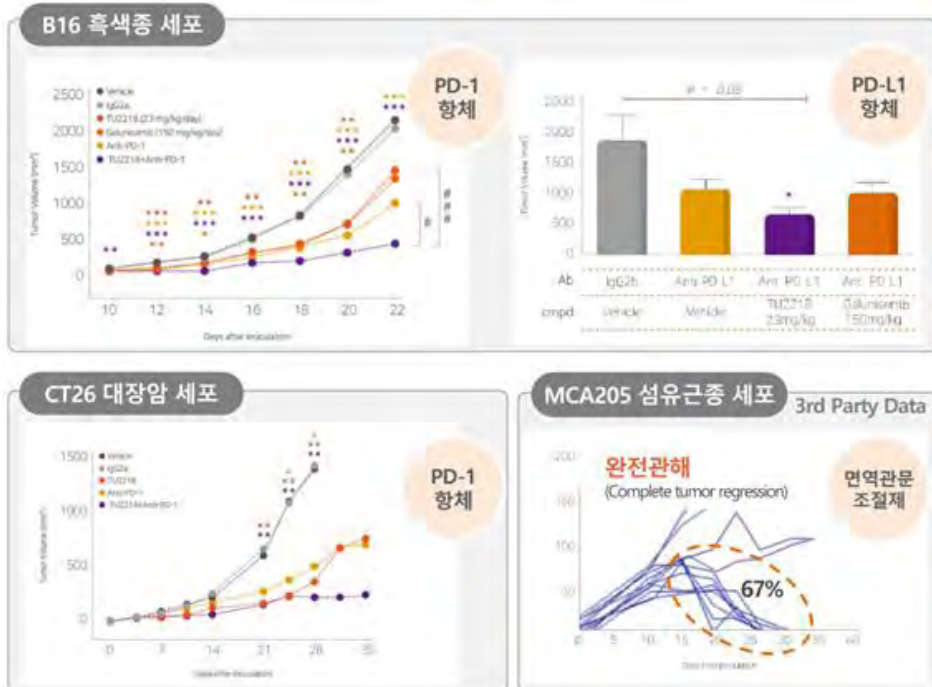 B16 흑색종 세포
PD-1
항체
Vehicle
IgG2a
TU2218 (23 mg/kg/day)
Galunisertib (150 mg/kg/day)
Anti-PD-1
TU2218+Anti-PD-1
Tumor Volume (mm³)
2500
2000
1500
1000
500
0
10 12 14 16 18 20 22
Days after inoculation
PD-L1
항체
Tumor Volume (mm³)
2,000
1500
1000
500
0
Ab IgG2b Anti PD-L1 Anti PD-L1 Anti PD-L1
cmpd Vehicle Vehicle TU2218 Galunisertib
23mg/kg 150mg/kg
CT26 대장암 세포
PD-1
항체
Vehicle
IgG2a
TU2218
Anti-PD-1
TU2218+Anti-PD-1
Tumor Volume (mm³)
1500
1000
500
0
0 7 14 21 28 35
Days after inoculation
MCA205 섬유근종 세포
3rd Party Data
완전관해
(Complete tumor regression)
면역관문
조절제
67%
200
150
100
50
0 5 10 15 20 25 30 35 60